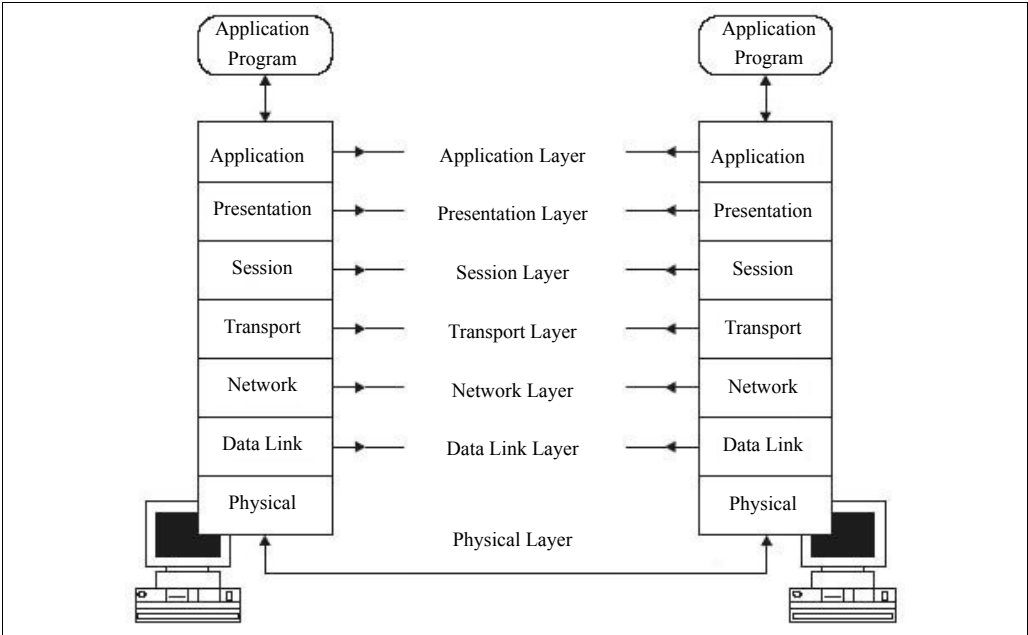 Application
Program
Application
Program
Application
Application Layer
Application
Presentation
Presentation Layer
Presentation
Session
Session Layer
Session
Transport
Transport Layer
Transport
Network
Network Layer
Network
Data Link
Data Link Layer
Data Link
Physical
Physical Layer
Physical